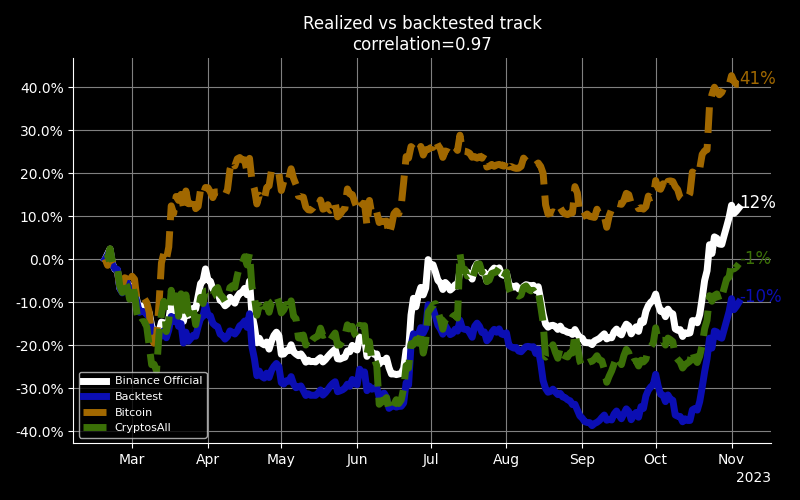 Realized vs backtested track
correlation=0.97
40.0%
30.0%
20.0%
10.0%
0.0%
-10.0%
-20.0%
-30.0%
-40.0%
41%
12%
-1%
-10%
Binance Official
Backtest
Bitcoin
CryptosAll
Mar
Apr
May
Jun
Jul
Aug
Sep
Oct
Nov
2023